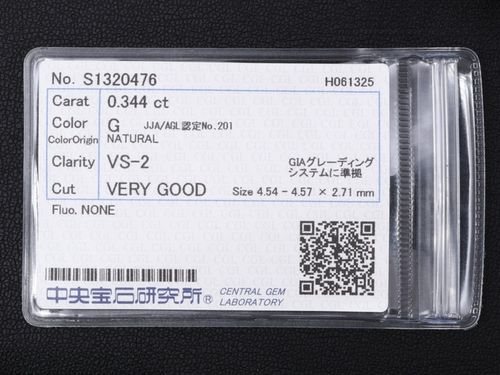 No. S1320476 H061325
Carat 0.344 ct
Color G JJA/AGL認定No.201
ColorOrigin NATURAL
Clarity VS-2 GIAグレーディング
システムに準拠
Cut VERY GOOD Size 4.54 - 4.57 × 2.71 mm
Fluo. NONE
中央宝石研究所® CENTRAL GEM
LABORATORY